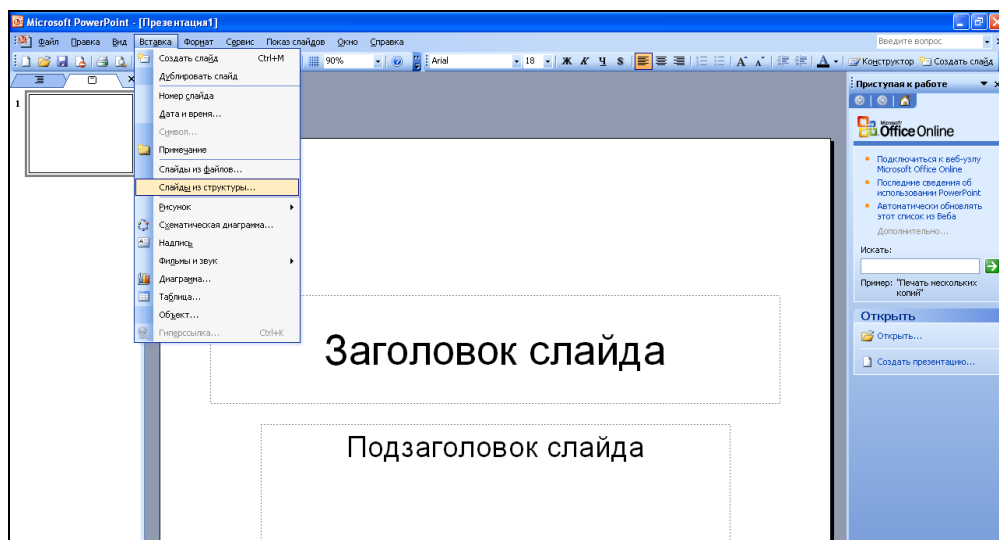 Microsoft PowerPoint - [Презентация1]
Файл Правка Вид Вставка Формат Сервис Показ слайдов Окно Справка
Введите вопрос
90%
Arial
18
Ж К Ч S
Конструктор Создать слайд
Создать слайд Ctrl+M
Дублировать слайд
Номер слайда
Дата и время...
Символ...
Примечание
Слайды из файлов...
Слайды из структуры...
Рисунок
Схематическая диаграмма...
Надпись
Фильмы и звук
Диаграмма...
Таблица...
Объект...
Гиперссылка... Ctrl+K
1
Заголовок слайда
Подзаголовок слайда
Приступая к работе
Microsoft
Office Online
Подключиться к веб-узлу
Microsoft Office Online
Последние сведения об
использовании PowerPoint
Автоматически обновлять
этот список из Веба
Дополнительно...
Искать:
Пример: "Печать нескольких
копий"
Открыть
Открыть...
Создать презентацию...